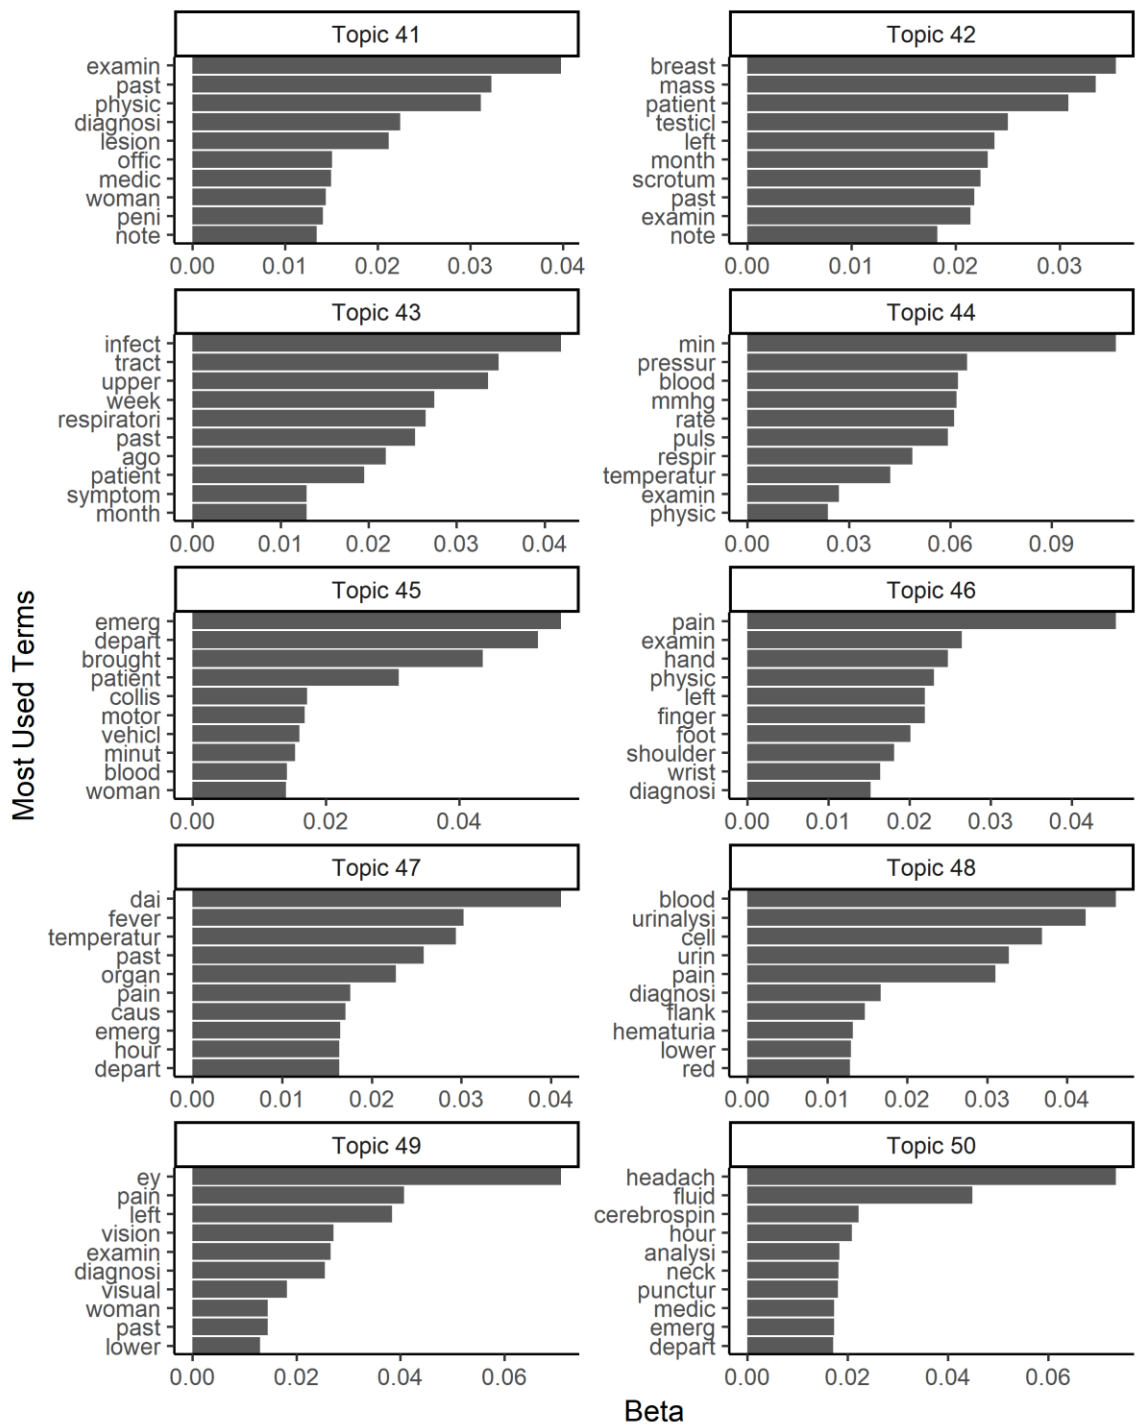 Topic 41
examin
past
physic
diagnosi
lesion
offic
medic
woman
peni
note
0.00 0.01 0.02 0.03 0.04
Topic 42
breast
mass
patient
testicl
left
month
scrotum
past
examin
note
0.00 0.01 0.02 0.03
Topic 43
infect
tract
upper
week
respiratori
past
ago
patient
symptom
month
0.00 0.01 0.02 0.03 0.04
Topic 44
min
pressur
blood
mmhg
rate
puls
respir
temperatur
examin
physic
0.00 0.03 0.06 0.09
Topic 45
emerg
depart
brought
patient
collis
motor
vehicl
minut
blood
woman
0.00 0.02 0.04
Topic 46
pain
examin
hand
physic
left
finger
foot
shoulder
wrist
diagnosi
0.00 0.01 0.02 0.03 0.04
Topic 47
dai
fever
temperatur
past
organ
pain
caus
emerg
hour
depart
0.00 0.01 0.02 0.03 0.04
Topic 48
blood
urinalysi
cell
urin
pain
diagnosi
flank
hematuria
lower
red
0.00 0.01 0.02 0.03 0.04
Topic 49
ey
pain
left
vision
examin
diagnosi
visual
woman
past
lower
0.00 0.02 0.04 0.06
Topic 50
headach
fluid
cerebrospin
hour
analysi
neck
punctur
medic
emerg
depart
0.00 0.02 0.04 0.06
Most Used Terms
Beta